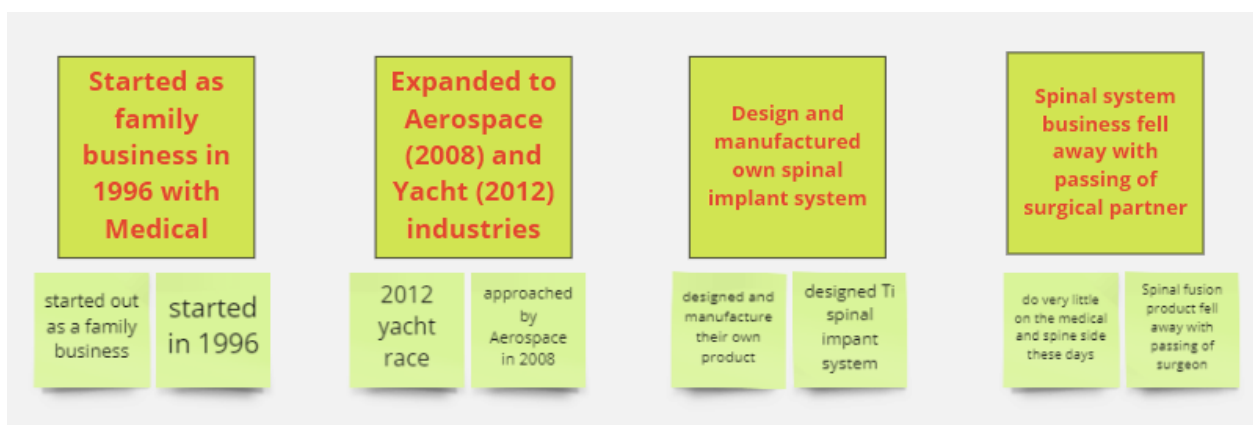 Started as
family
business in
1996 with
Medical
Expanded to
Aerospace
(2008) and
Yacht (2012)
industries
Design and
manufactured
own spinal
implant system
Spinal system
business fell
away with
passing of
surgical partner
started out
as a family
business
started
in 1996
2012
yacht
race
approached
by
Aerospace
in 2008
designed and
manufacture
their own
product
designed Ti
spinal
impant
system
do very little
on the medical
and spine side
these days
Spinal fusion
product fell
away with
passing of
surgeon